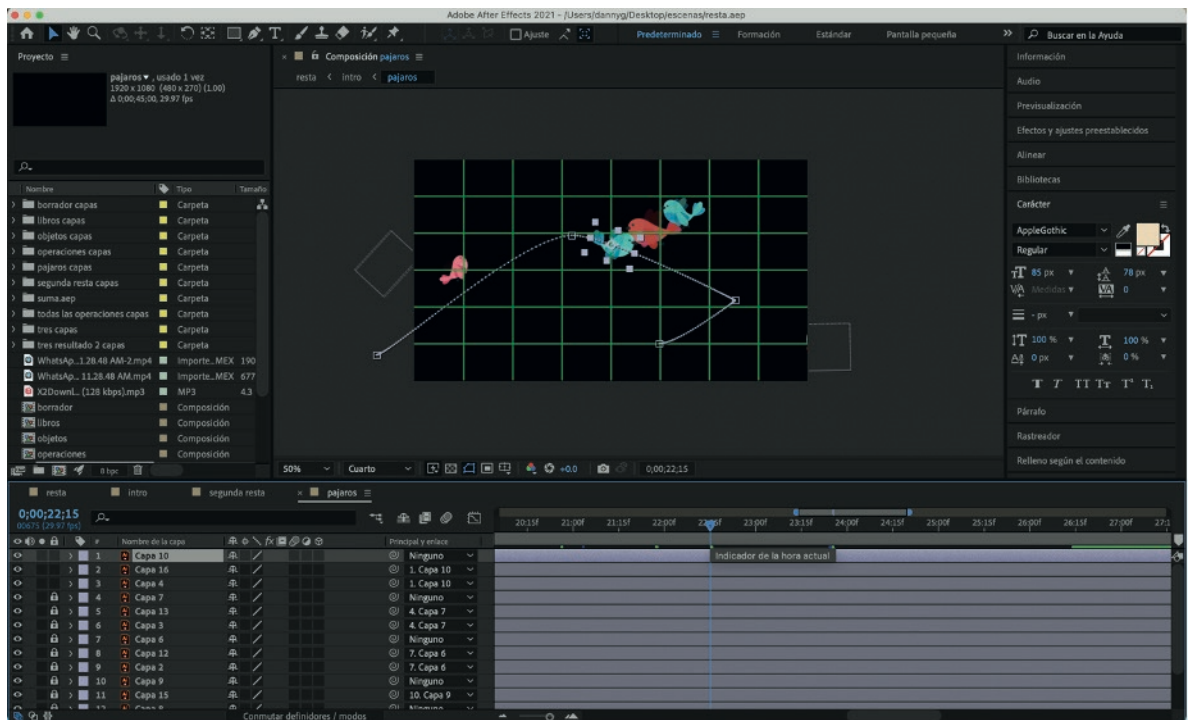 Adobe After Effects 2021 - /Users/dannyg/Desktop/escenas/resta.aep
Ajuste
Predeterminado
Formación
Estándar
Pantalla pequeña
Buscar en la Ayuda
Proyecto
pajaros, usado 1 vez
1920 x 1080 (480 x 270) (1.00)
Δ 0;00;45;00, 29.97 fps
Nombre Tipo Tamaño
borrador capas Carpeta
libros capas Carpeta
objetos capas Carpeta
operaciones capas Carpeta
pajaros capas Carpeta
segunda resta capas Carpeta
suma.aep Carpeta
todas las operaciones capas Carpeta
tres capas Carpeta
tres resultado 2 capas Carpeta
WhatsAp...1.28.48 AM-2.mp4 Importe...MEX 190
WhatsAp... 11.28.48 AM.mp4 Importe...MEX 677
X2Downl... (128 kbps).mp3 MP3 4.3
borrador Composición
libros Composición
objetos Composición
operaciones Composición
8 bpc
Composición pajaros
resta < intro < pajaros
50% Cuarto +0.0 0;00;22;15
Información
Audio
Previsualización
Efectos y ajustes preestablecidos
Alinear
Bibliotecas
Carácter
AppleGothic
Regular
85 px 78 px
Medidas 0
- px
100 % 100 %
0 px 0 %
T T TT Tr T¹ T₁
Párrafo
Rastreador
Relleno según el contenido
resta intro segunda resta pajaros
0;00;22;15
00675 (29.97 fps)
20:15f 21:00f 21:15f 22:00f 22:15f 23:00f 23:15f 24:00f 24:15f 25:00f 25:15f 26:00f 26:15f 27:00f 27:1
# Nombre de la capa fx Principal y enlace
Indicador de la hora actual
1 Capa 10 Ninguno
2 Capa 16 1. Capa 10
3 Capa 4 1. Capa 10
4 Capa 7 Ninguno
5 Capa 13 4. Capa 7
6 Capa 3 4. Capa 7
7 Capa 6 Ninguno
8 Capa 12 7. Capa 6
9 Capa 2 7. Capa 6
10 Capa 9 Ninguno
11 Capa 15 10. Capa 9
12 Capa 8 Ninguno
Conmutar definidores / modos